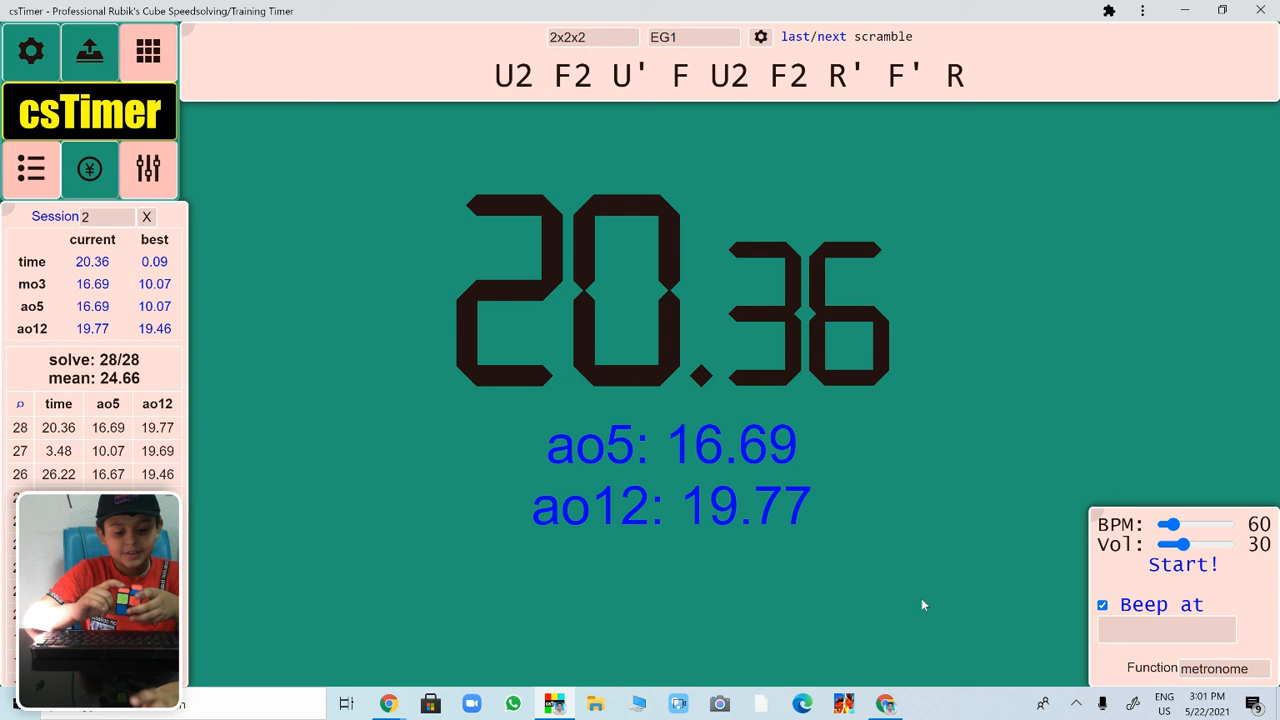 csTimer - Professional Rubik's Cube Speedsolving/Training Timer
2x2x2 EG1 last/next scramble
U2 F2 U' F U2 F2 R' F' R
csTimer
Session 2 X
current best
time 20.36 0.09
mo3 16.69 10.07
ao5 16.69 10.07
ao12 19.77 19.46
solve: 28/28
mean: 24.66
time ao5 ao12
28 20.36 16.69 19.77
27 3.48 10.07 19.69
26 26.22 16.67 19.46
20.36
ao5: 16.69
ao12: 19.77
BPM: 60
Vol: 30
Start!
Beep at
Function metronome
ENG
US
3:01 PM
5/22/2021
9